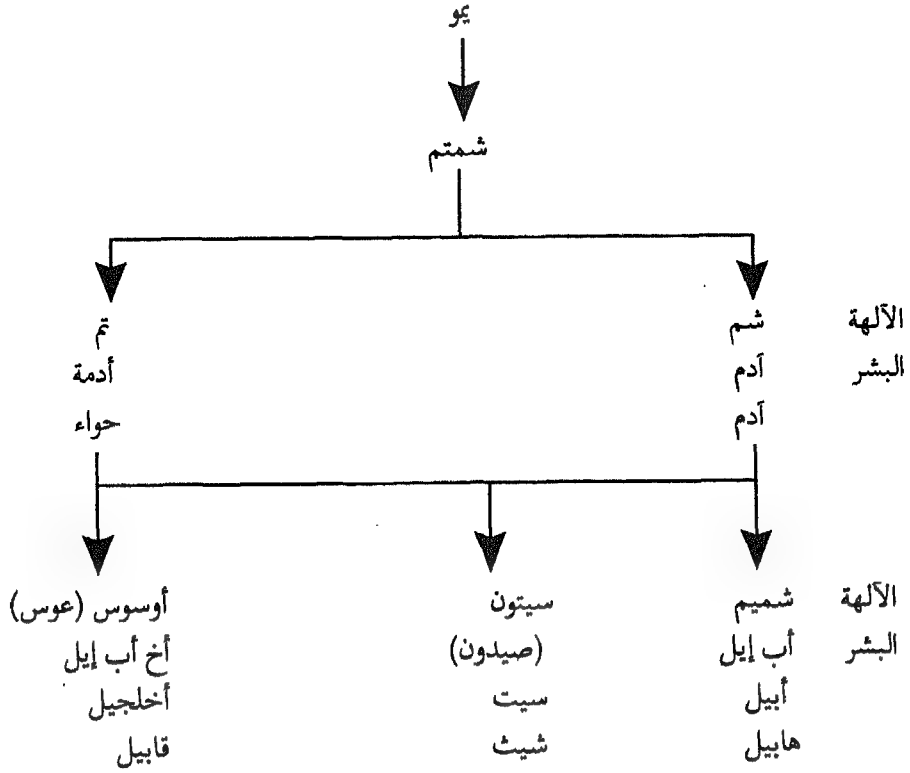 يمو
شمتم
الآلهة شم تم
البشر آدم أدمة
آدم حواء
الآلهة شميم سيتون أوسوس (عوس)
البشر أب إيل (صيدون) أخ أب إيل
أبيل سيت أخلجيل
هابيل شيث قابيل